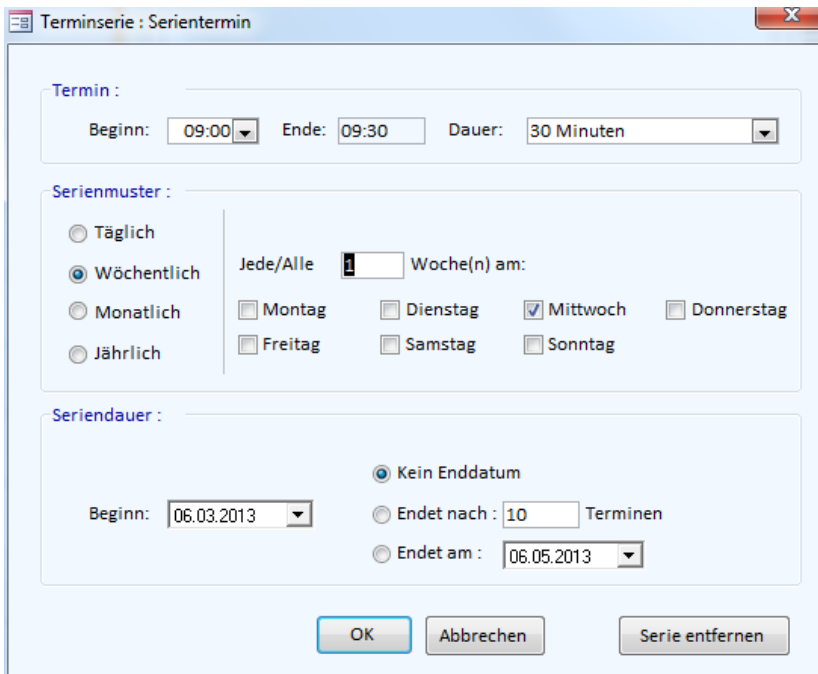 Terminserie : Serientermin
x
Termin :
Beginn: 09:00 Ende: 09:30 Dauer: 30 Minuten
Serienmuster :
Täglich
Wöchentlich
Monatlich
Jährlich
Jede/Alle 1 Woche(n) am:
Montag Dienstag Mittwoch Donnerstag
Freitag Samstag Sonntag
Seriendauer :
Kein Enddatum
Beginn: 06.03.2013
Endet nach : 10 Terminen
Endet am : 06.05.2013
OK Abbrechen Serie entfernen